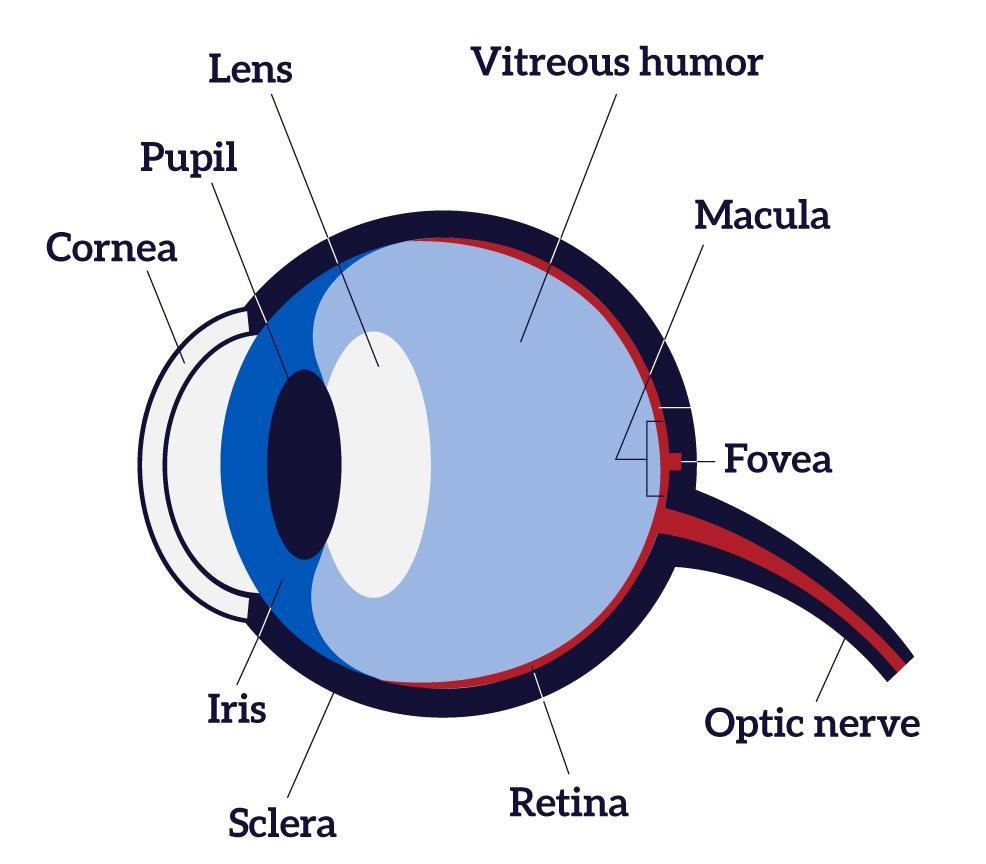 Vitreous humor
Lens
Pupil
Macula
Cornea
Fovea
Iris
Optic nerve
Retina
Sclera